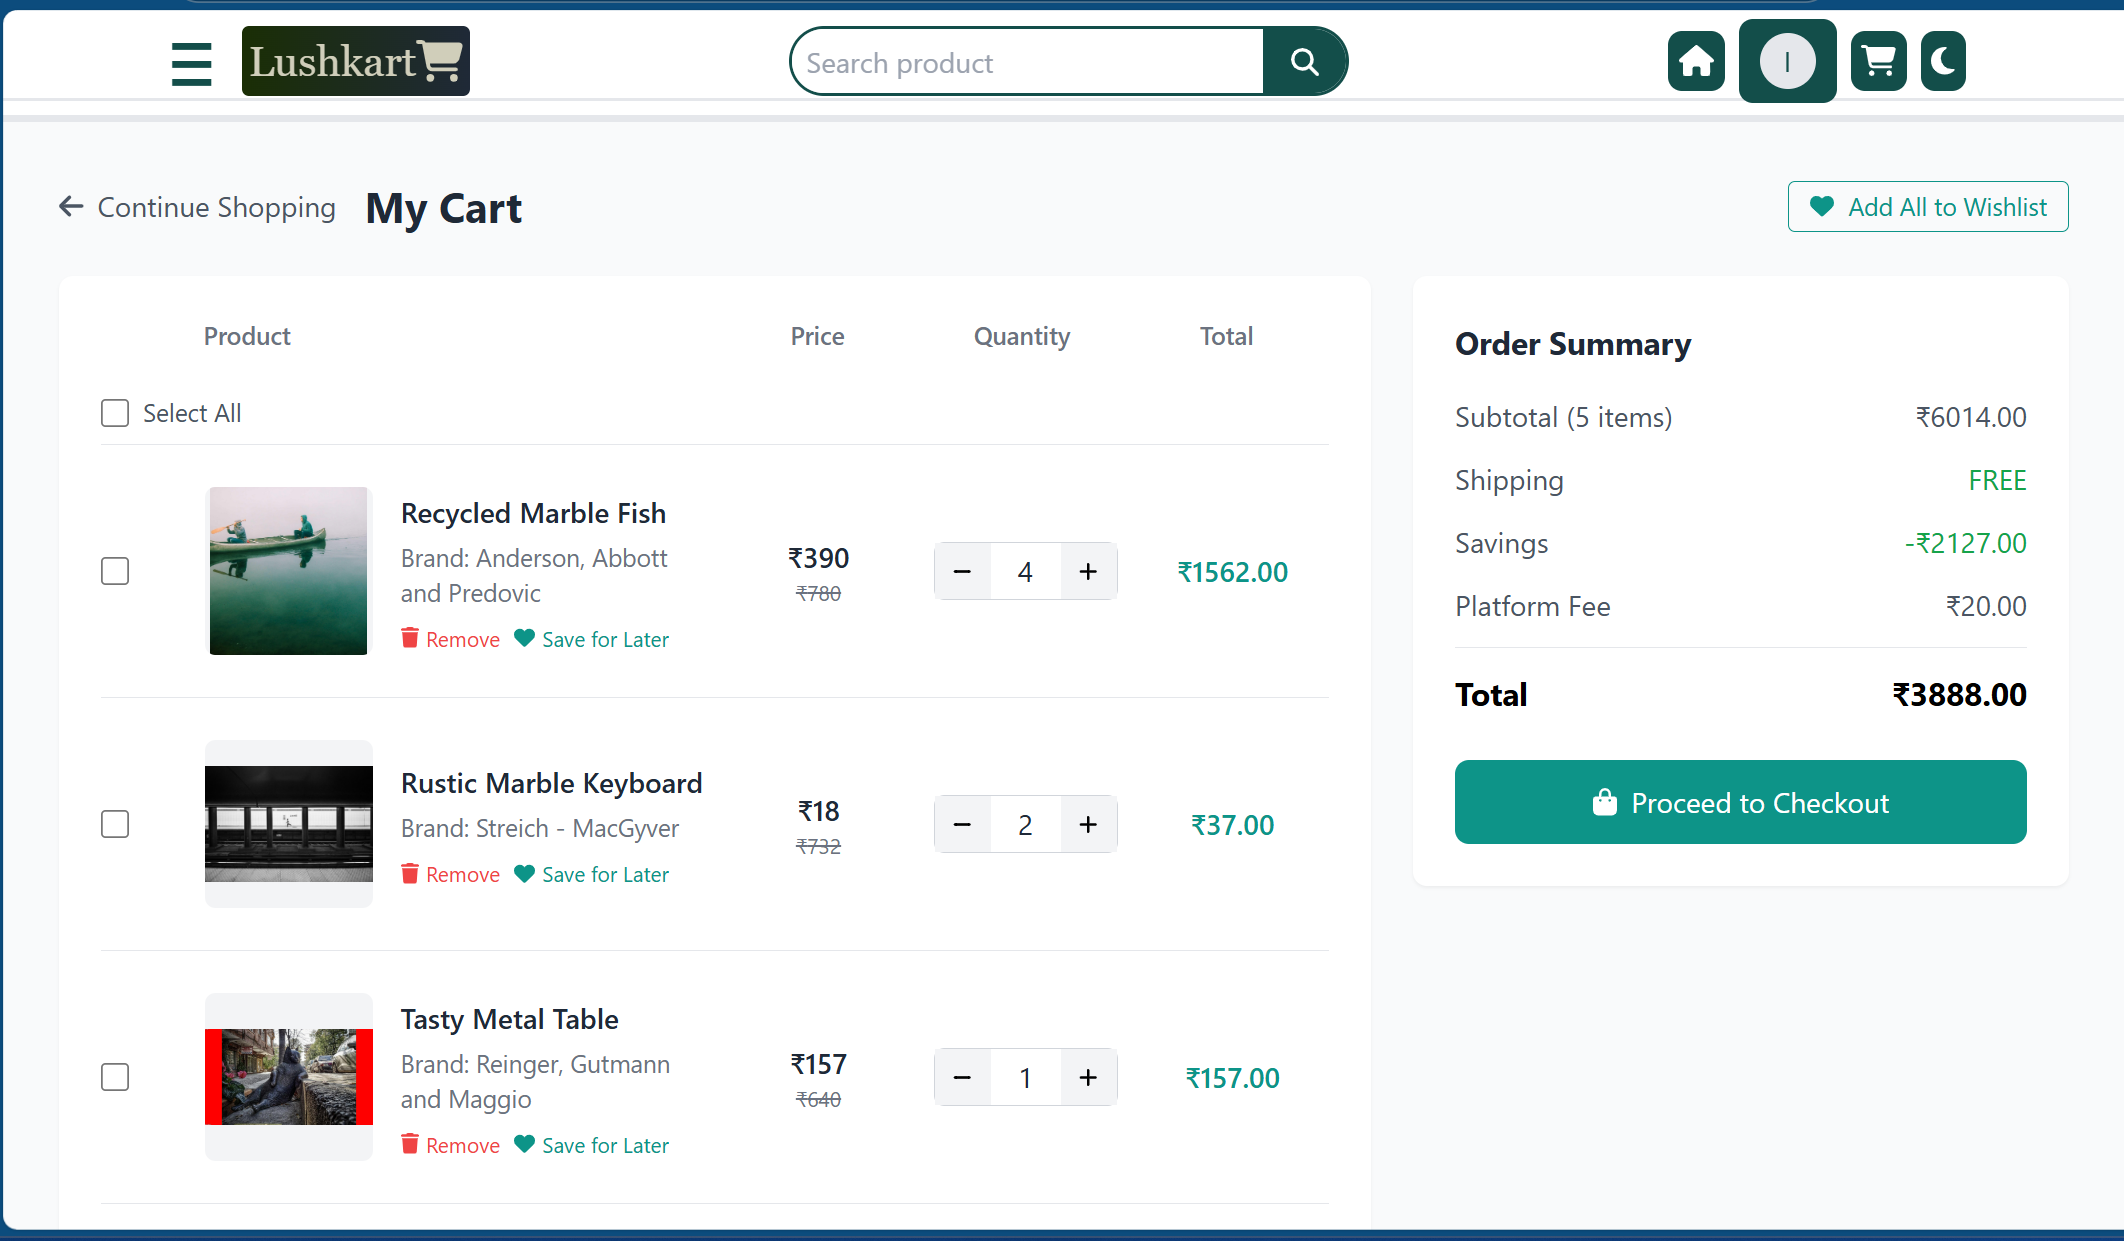 Lushkart
Search product
I
Continue Shopping
My Cart
Add All to Wishlist
Product Price Quantity Total
Select All
Recycled Marble Fish
Brand: Anderson, Abbott
and Predovic
Remove Save for Later
₹390
₹780
4
₹1562.00
Rustic Marble Keyboard
Brand: Streich - MacGyver
Remove Save for Later
₹18
₹732
2
₹37.00
Tasty Metal Table
Brand: Reinger, Gutmann
and Maggio
Remove Save for Later
₹157
₹640
1
₹157.00
Order Summary
Subtotal (5 items) ₹6014.00
Shipping FREE
Savings -₹2127.00
Platform Fee ₹20.00
Total ₹3888.00
Proceed to Checkout